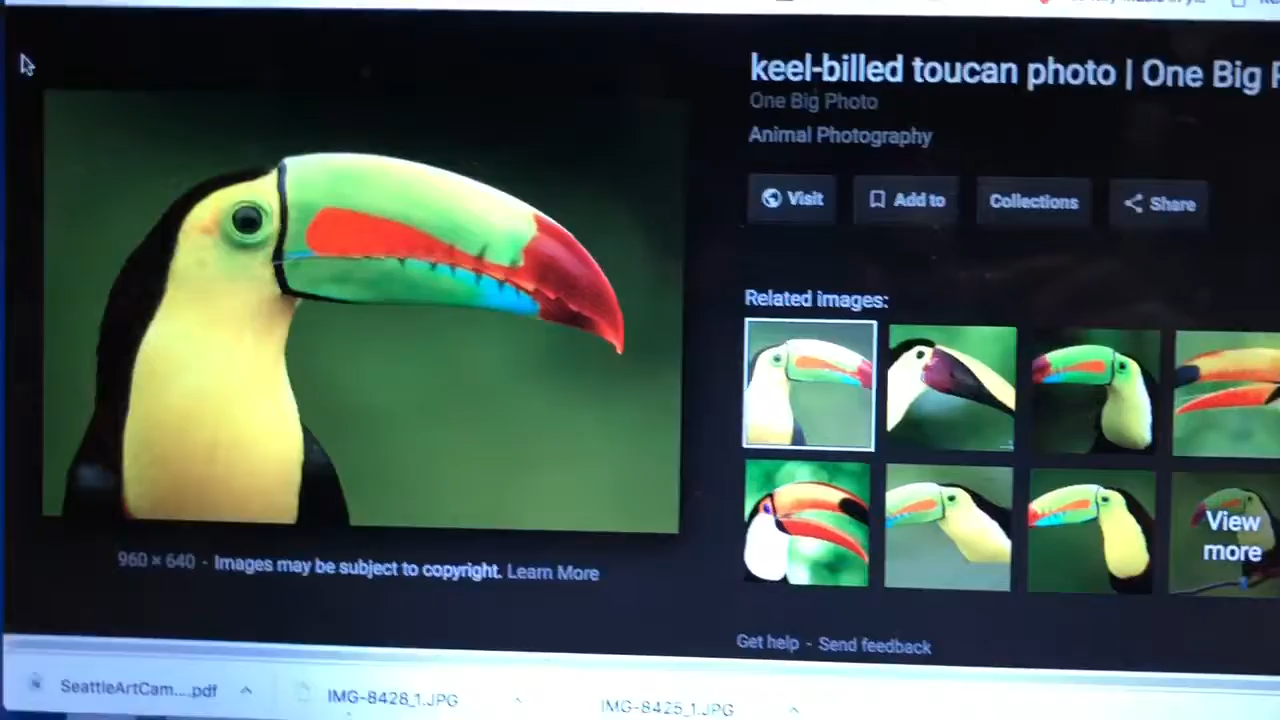 keel-billed toucan photo | One Big
One Big Photo
Animal Photography
Visit
Add to
Collections
Share
Related images:
View
more
960 × 640 - Images may be subject to copyright. Learn More
Get help - Send feedback
SeattleArtCam....pdf
IMG-8428_1.JPG
IMG-8425_1.JPG